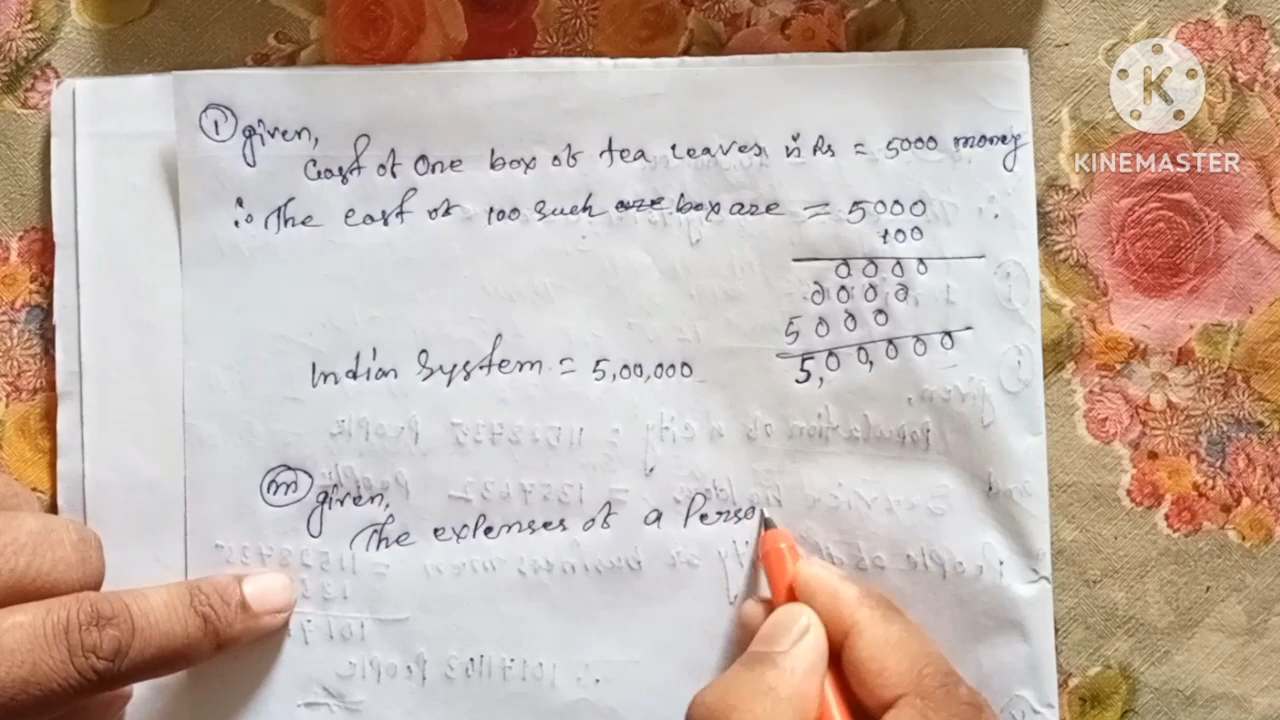 ① given,
Cost of One box of tea leaves is Rs = 5000 money
∴ The cost of 100 such are box are = 5000
100
0000
0000
5000
5,00,000
Indian System = 5,00,000
given,
The expenses of a Perso
K
KINEMASTER